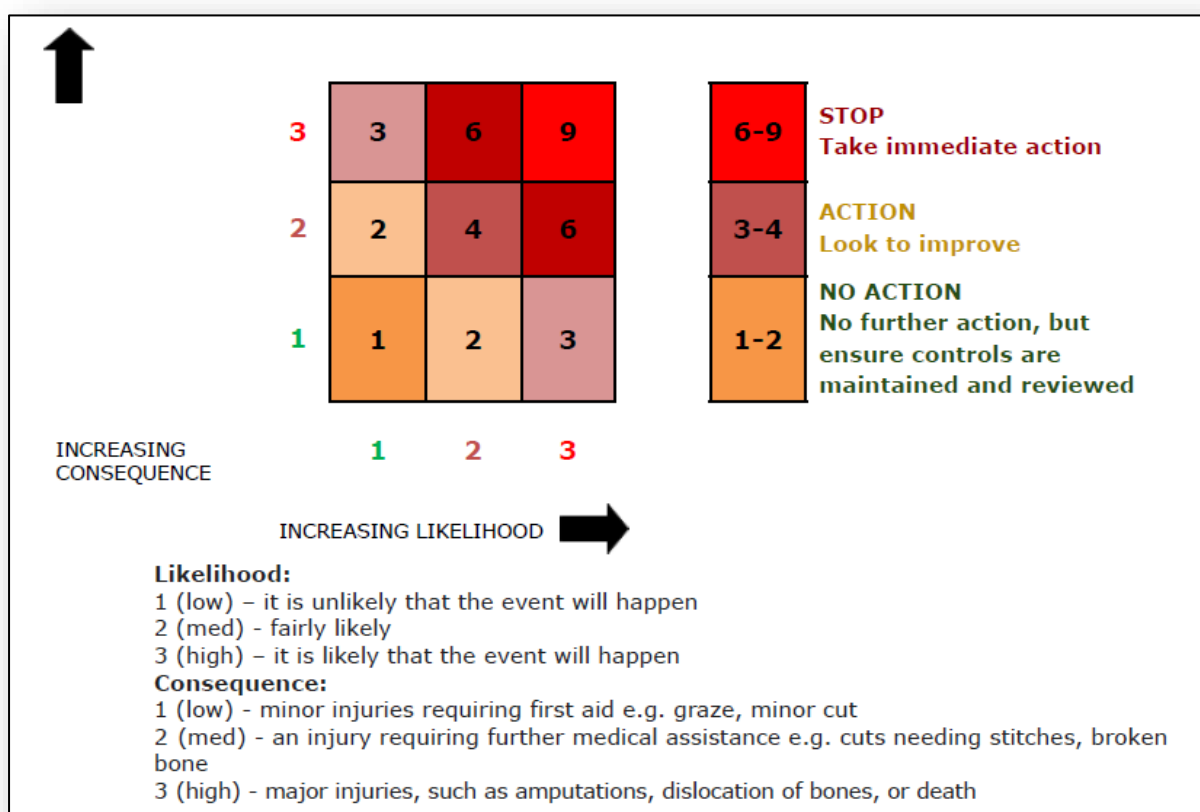 3 3 6 9 6-9 STOP
Take immediate action
2 2 4 6 3-4 ACTION
Look to improve
NO ACTION
1 1 2 3 1-2 No further action, but
ensure controls are
maintained and reviewed
INCREASING
CONSEQUENCE
1 2 3
INCREASING LIKELIHOOD
Likelihood:
1 (low) – it is unlikely that the event will happen
2 (med) - fairly likely
3 (high) – it is likely that the event will happen
Consequence:
1 (low) - minor injuries requiring first aid e.g. graze, minor cut
2 (med) - an injury requiring further medical assistance e.g. cuts needing stitches, broken
bone
3 (high) - major injuries, such as amputations, dislocation of bones, or death